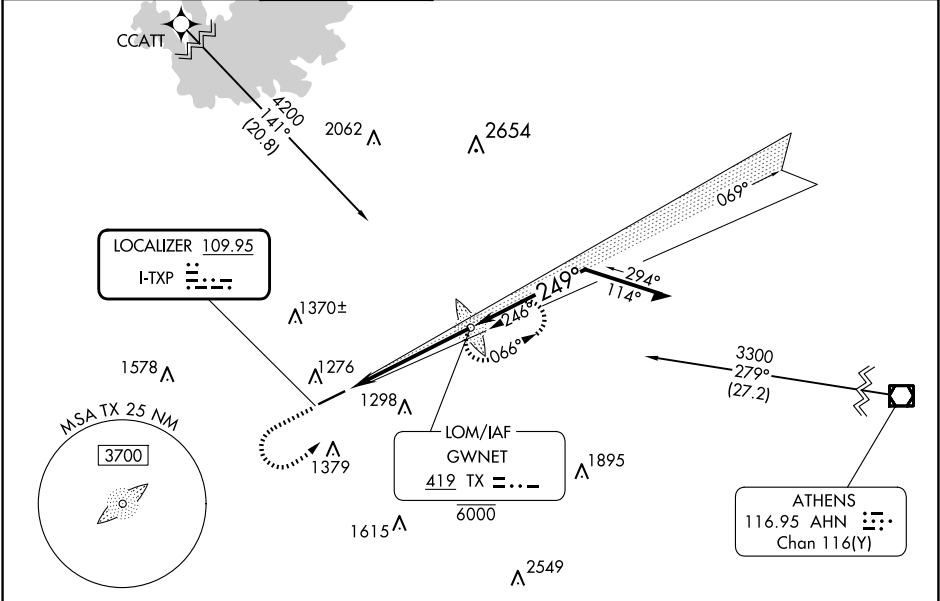 CCATT
4200
141°
(20.8)
2062
2654
069°
LOCALIZER 109.95
I-TXP
294°
114°
249°
246°
066°
1370±
1276
1578
1298
3300
279°
(27.2)
MSA TX 25 NM
3700
1379
LOM/IAF
GWNET
419 TX
6000
1895
1615
2549
ATHENS
116.95 AHN
Chan 116(Y)